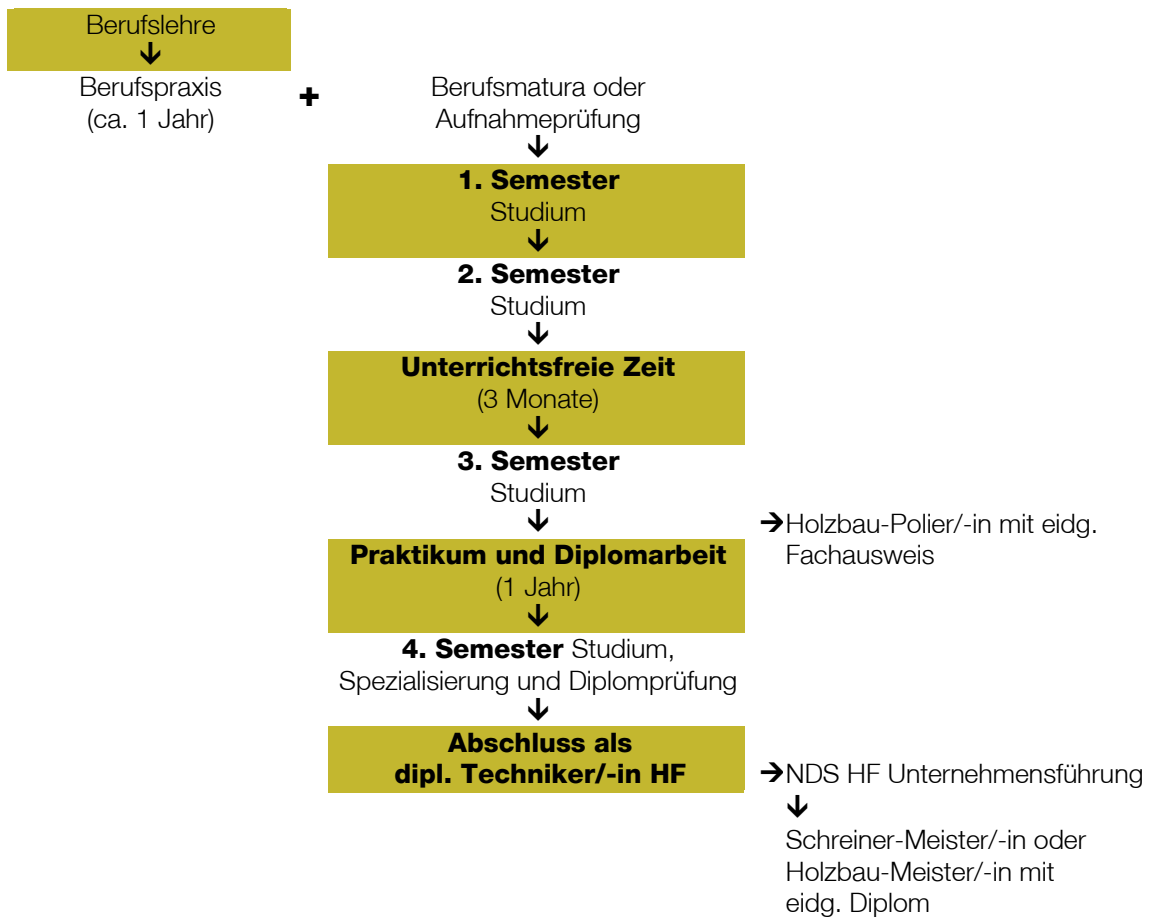 Berufslehre
↓
Berufspraxis
(ca. 1 Jahr)
+
Berufsmatura oder
Aufnahmeprüfung
↓
1. Semester
Studium
↓
2. Semester
Studium
↓
Unterrichtsfreie Zeit
(3 Monate)
↓
3. Semester
Studium
↓
→Holzbau-Polier/-in mit eidg.
Fachausweis
Praktikum und Diplomarbeit
(1 Jahr)
↓
4. Semester Studium,
Spezialisierung und Diplomprüfung
↓
Abschluss als
dipl. Techniker/-in HF
→NDS HF Unternehmensführung
↓
Schreiner-Meister/-in oder
Holzbau-Meister/-in mit
eidg. Diplom